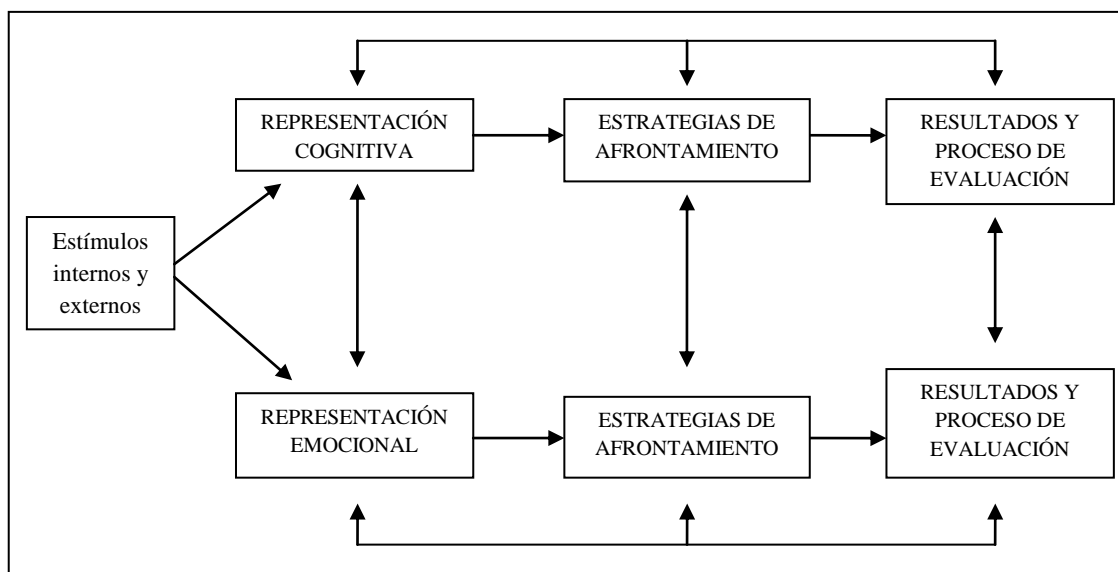 REPRESENTACIÓN
COGNITIVA
ESTRATEGIAS DE
AFRONTAMIENTO
RESULTADOS Y
PROCESO DE
EVALUACIÓN
Estímulos
internos y
externos
REPRESENTACIÓN
EMOCIONAL
ESTRATEGIAS DE
AFRONTAMIENTO
RESULTADOS Y
PROCESO DE
EVALUACIÓN